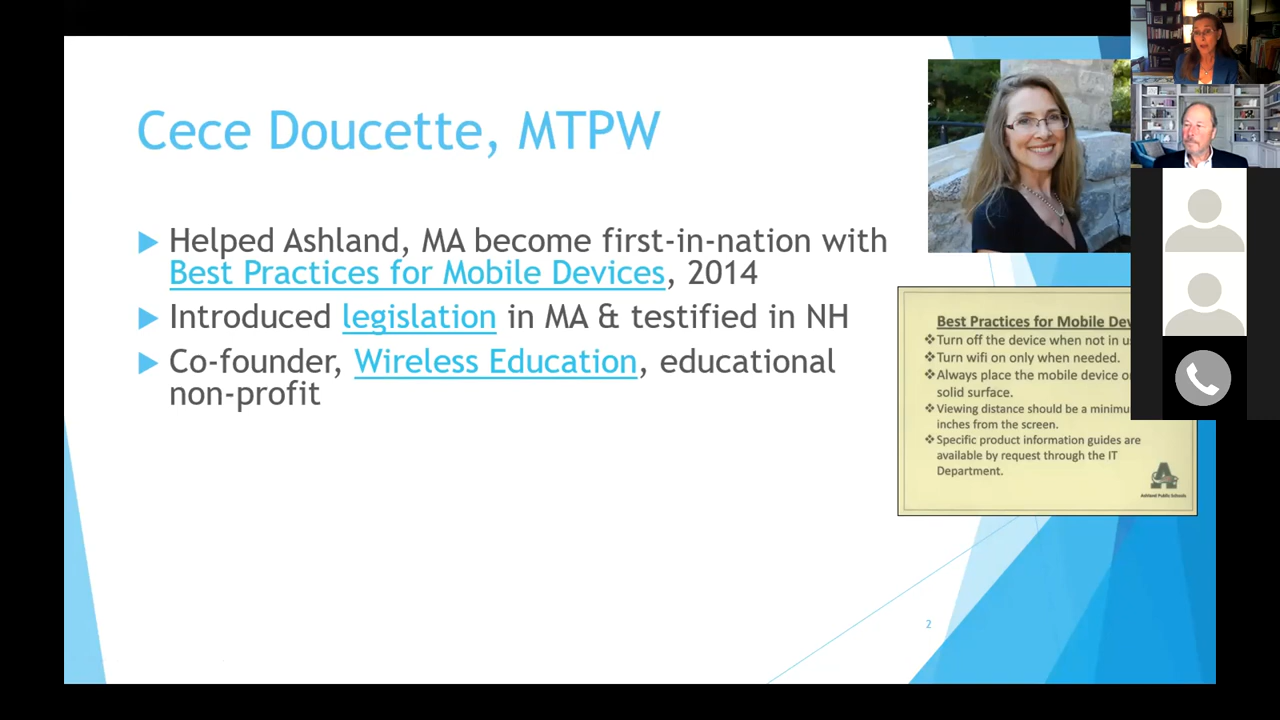 Cece Doucette, MTPW
Helped Ashland, MA become first-in-nation with
Best Practices for Mobile Devices, 2014
Introduced legislation in MA & testified in NH
Co-founder, Wireless Education, educational
non-profit
Best Practices for Mobile
Turn off the device when not in
Turn wifi on only when needed.
Always place the mobile device
solid surface.
Viewing distance should be a
inches from the screen.
Specific product information guides are
available by request through the IT
Department.
Ashland Public Schools
2